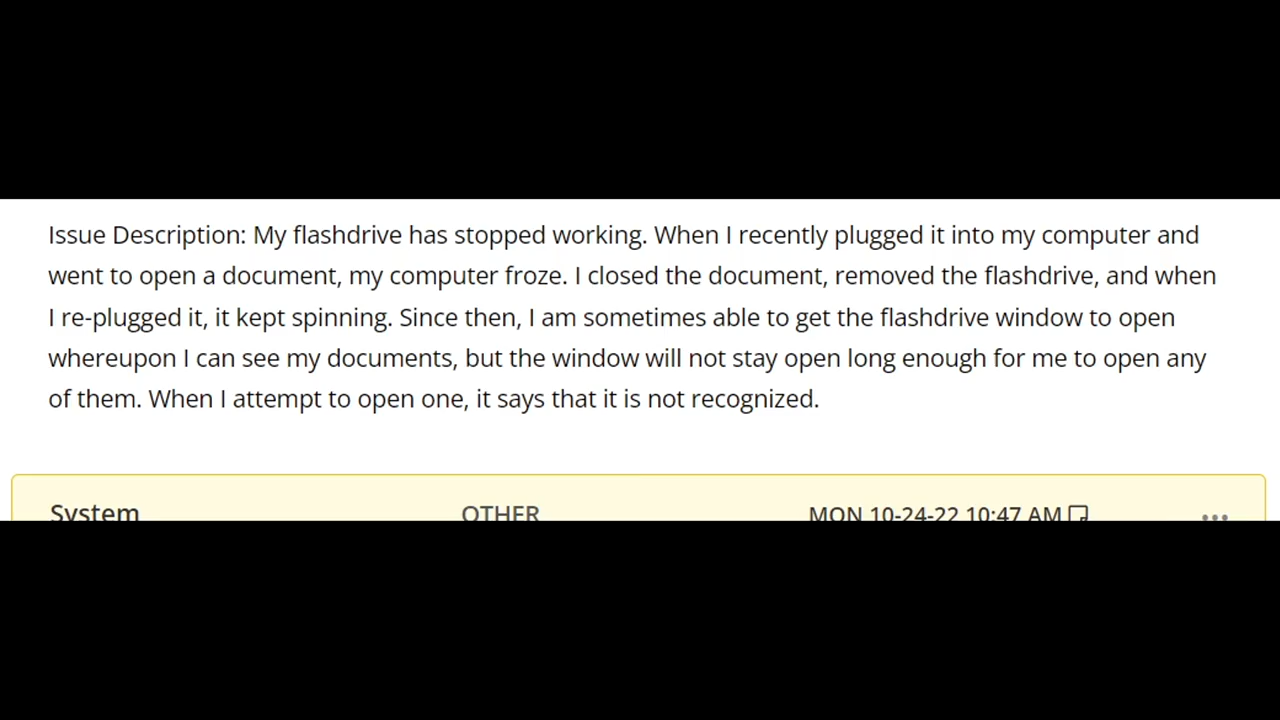 Issue Description: My flashdrive has stopped working. When I recently plugged it into my computer and
went to open a document, my computer froze. I closed the document, removed the flashdrive, and when
I re-plugged it, it kept spinning. Since then, I am sometimes able to get the flashdrive window to open
whereupon I can see my documents, but the window will not stay open long enough for me to open any
of them. When I attempt to open one, it says that it is not recognized.
System OTHER MON 10-24-22 10:47 AM